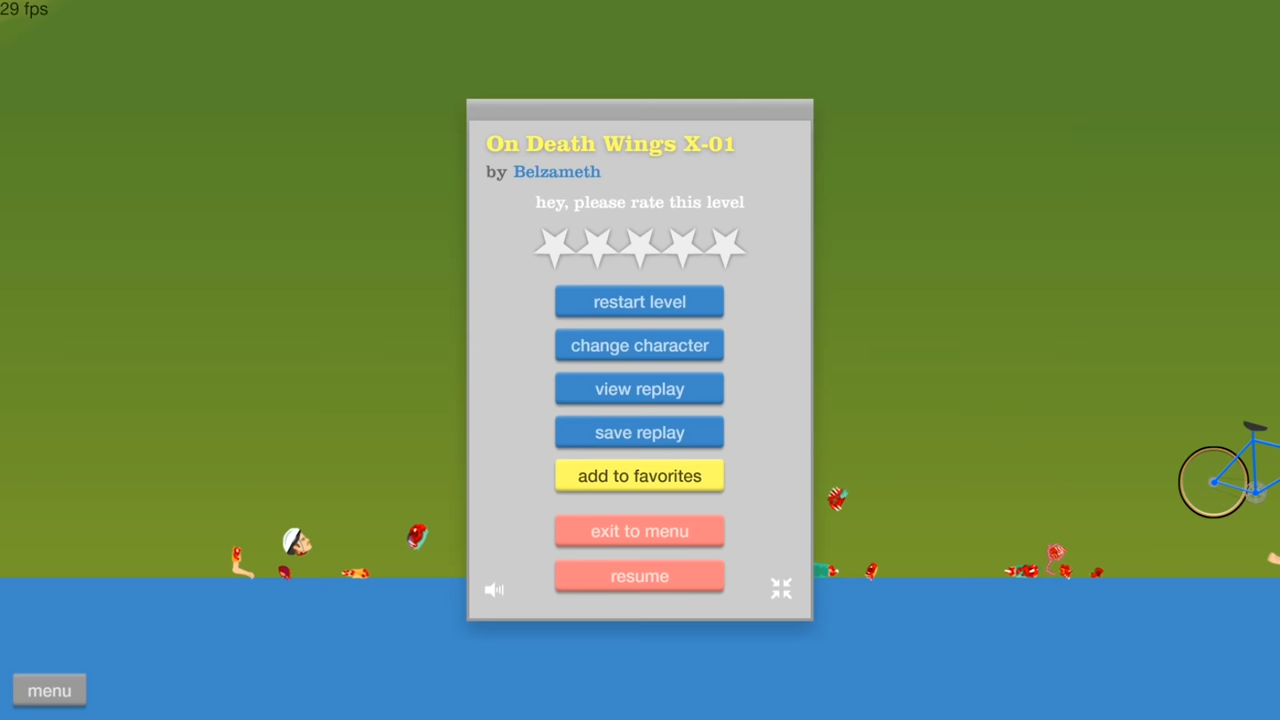 29 fps
On Death Wings X-01
by Belzameth
hey, please rate this level
restart level
change character
view replay
save replay
add to favorites
exit to menu
resume
menu